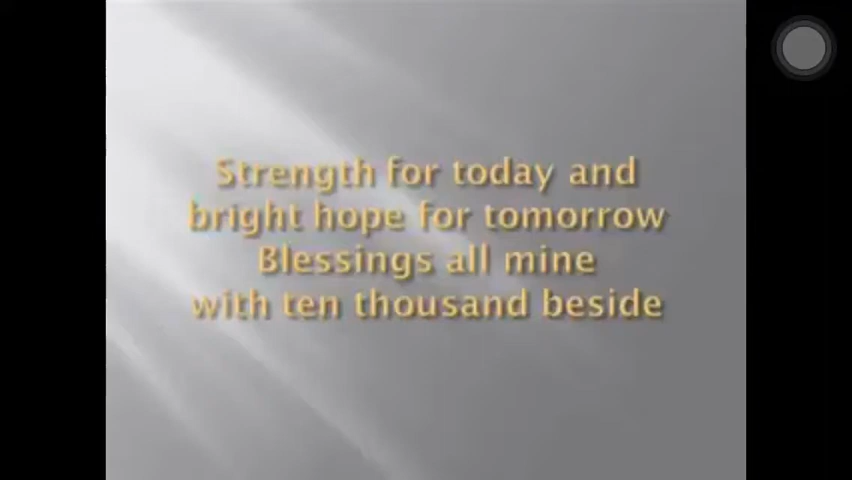 Strength for today and
bright hope for tomorrow
Blessings all mine
with ten thousand beside